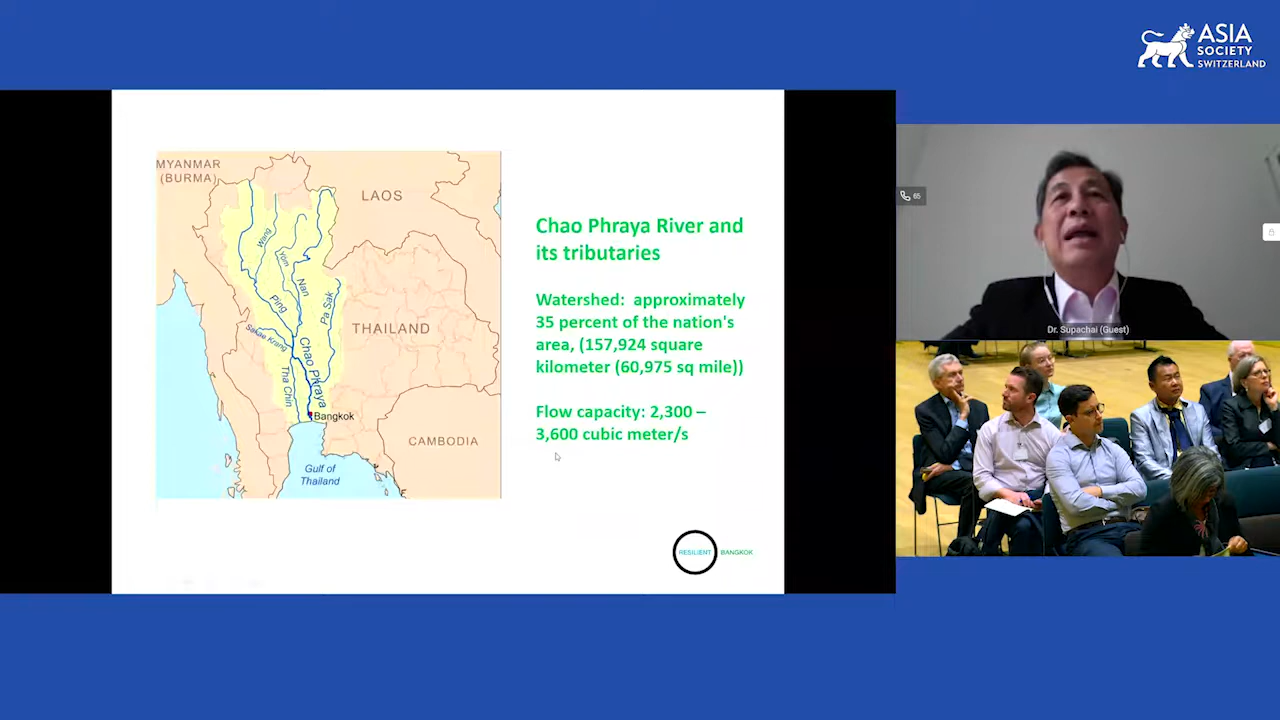 ASIA
SOCIETY
SWITZERLAND
MYANMAR
(BURMA)
LAOS
Wang
Yom
Nan
Ping
Pa Sak
Sakae Krang
THAILAND
Chao Phraya
Tha Chin
Bangkok
CAMBODIA
Gulf of
Thailand
Chao Phraya River and
its tributaries
Watershed: approximately
35 percent of the nation's
area, (157,924 square
kilometer (60,975 sq mile))
Flow capacity: 2,300 –
3,600 cubic meter/s
RESILIENT BANGKOK
65
Dr. Supachai (Guest)